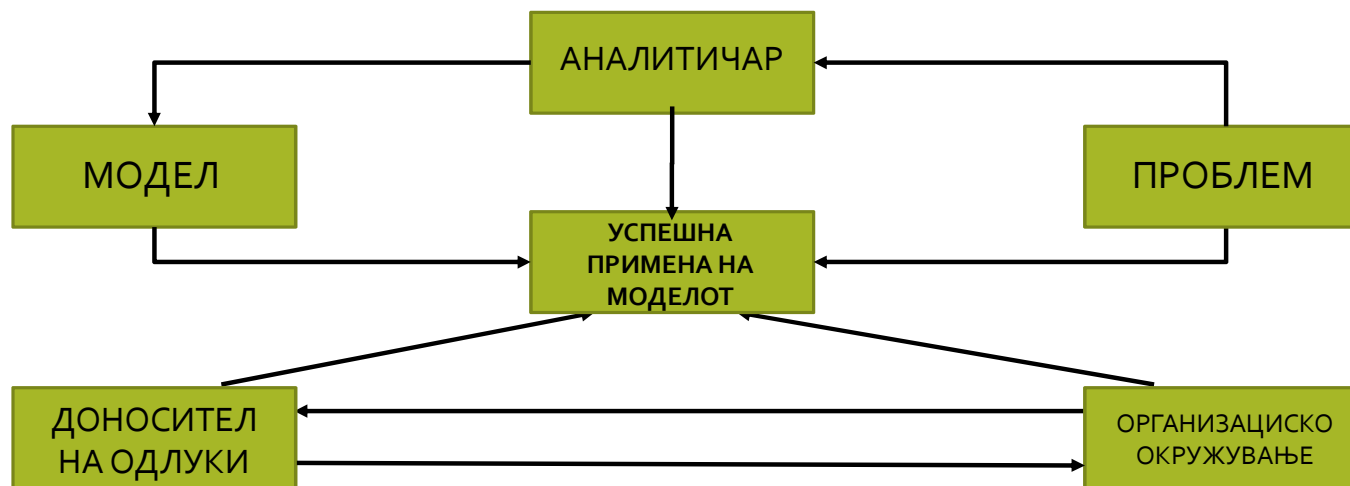 АНАЛИТИЧАР
МОДЕЛ
ПРОБЛЕМ
УСПЕШНА
ПРИМЕНА НА
МОДЕЛОТ
ДОНОСИТЕЛ
НА ОДЛУКИ
ОРГАНИЗАЦИСКО
ОКРУЖУВАЊЕ